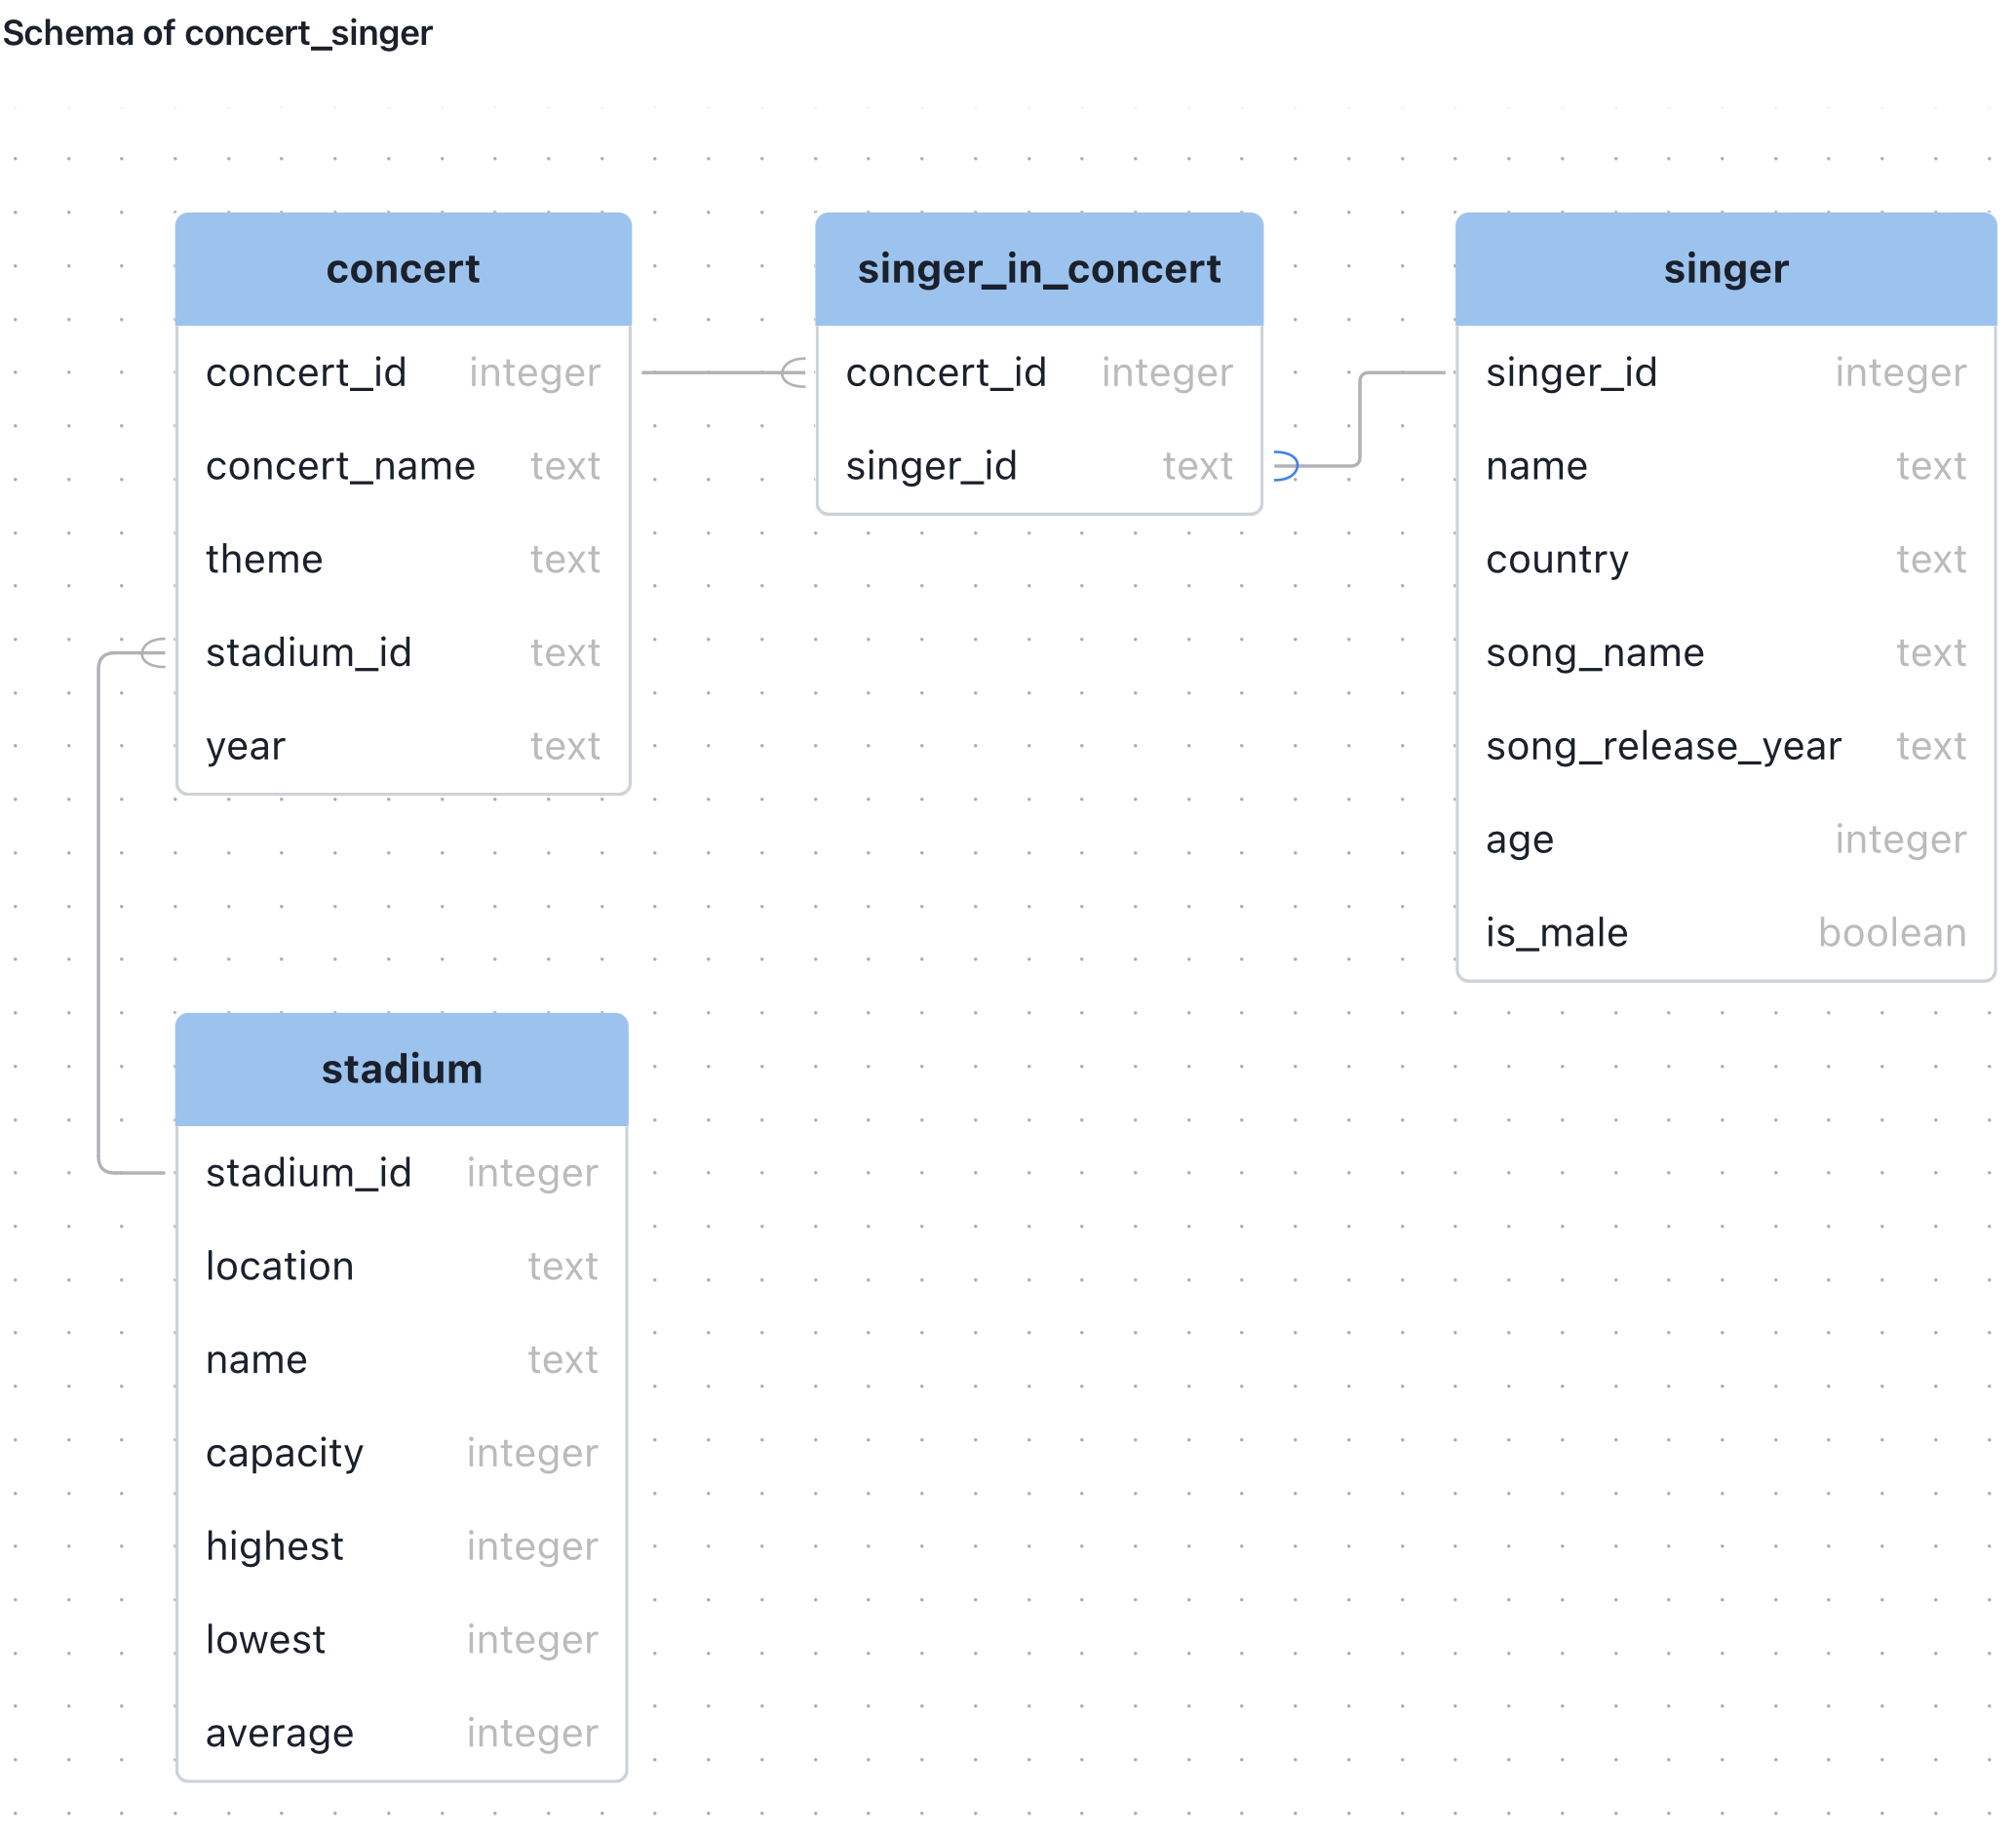 Schema of concert_singer
concert
concert_id integer
concert_name text
theme text
stadium_id text
year text
singer_in_concert
concert_id integer
singer_id text
singer
singer_id integer
name text
country text
song_name text
song_release_year text
age integer
is_male boolean
stadium
stadium_id integer
location text
name text
capacity integer
highest integer
lowest integer
average integer